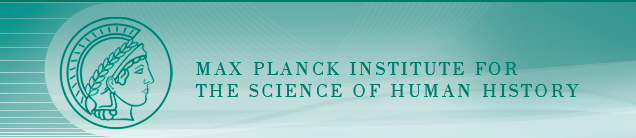 MAX PLANCK INSTITUTE FOR
THE SCIENCE OF HUMAN HISTORY